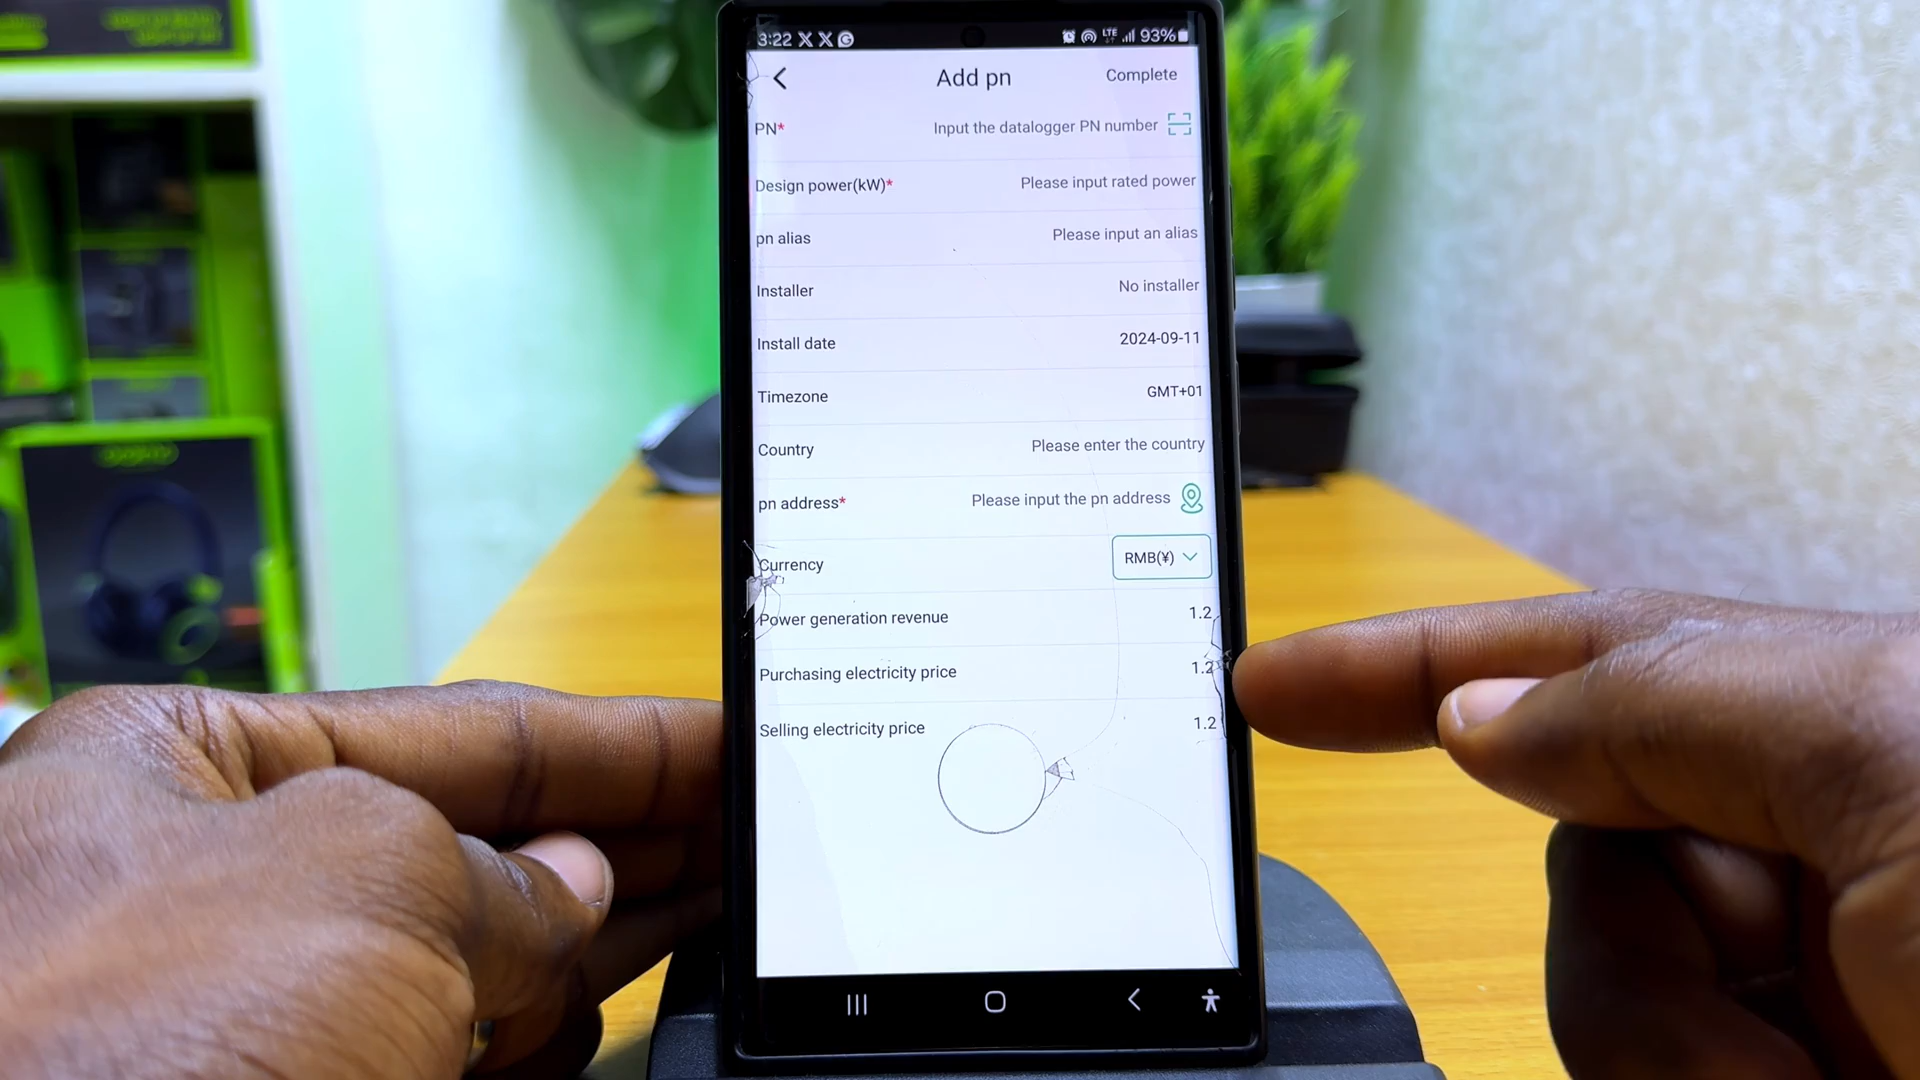 3:22
LTE
93%
Add pn
Complete
PN*
Input the datalogger PN number
Design power(kW)*
Please input rated power
pn alias
Please input an alias
Installer
No installer
Install date
2024-09-11
Timezone
GMT+01
Country
Please enter the country
pn address*
Please input the pn address
Currency
RMB(¥)
Power generation revenue
1.2
Purchasing electricity price
1.2
Selling electricity price
1.2